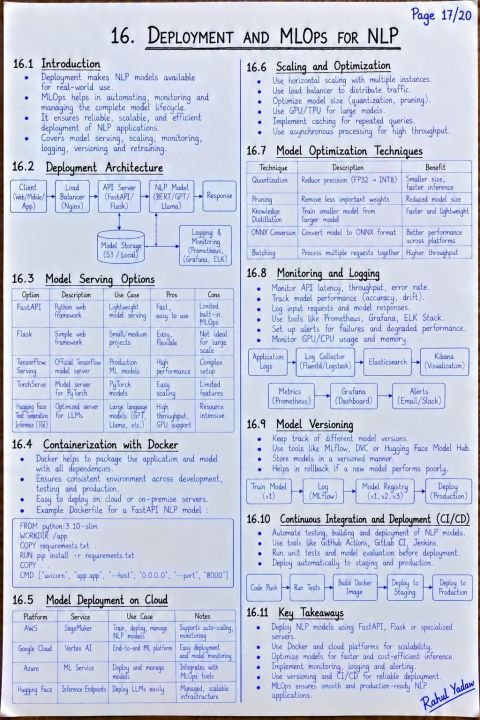 Page 17/20
16. DEPLOYMENT AND MLOPS FOR NLP
16.1 Introduction
• Deployment makes NLP models available
for real-world use.
• MLOps helps in automating, monitoring and
managing the complete model lifecycle.
• It ensures reliable, scalable, and efficient
deployment of NLP applications.
• Covers model serving, scaling, monitoring,
logging, versioning and retraining.
16.2 Deployment Architecture
Client
(Web/Mobile/
App)
Load
Balancer
(Nginx)
API Server
(FastAPI/
Flask)
NLP Model
(BERT/GPT/
Llama)
Response
Model Storage
(S3 / Local)
Logging &
Monitoring
(Prometheus,
Grafana, ELK)
16.3 Model Serving Options
Option Description Use Case Pros Cons
FastAPI Python web
framework Lightweight
model serving Fast,
easy to use Limited
built-in
MLOps
Flask Simple web
framework Small/medium
projects Easy,
flexible Not ideal
for large
scale
TensorFlow
Serving Official TensorFlow
model server Production
ML models High
performance Complex
setup
TorchServe Model server
for PyTorch PyTorch
models Easy
scaling Limited
features
Hugging Face
Text Generation
Inference (TGI) Optimized server
for LLMs Large language
models (GPT,
Llama, etc.) High
throughput,
GPU support Resource
intensive
16.4 Containerization with Docker
• Docker helps to package the application and model
with all dependencies.
• Ensures consistent environment across development,
testing and production.
• Easy to deploy on cloud or on-premise servers.
• Example Dockerfile for a FastAPI NLP model :
FROM python:3.10-slim
WORKDIR /app
COPY requirements.txt .
RUN pip install -r requirements.txt
COPY . .
CMD ["uvicorn", "app:app", "--host", "0.0.0.0", "--port", "8000"]
16.5 Model Deployment on Cloud
Platform Service Use Case Notes
AWS SageMaker Train, deploy, manage
NLP models Supports auto-scaling,
monitoring
Google Cloud Vertex AI End-to-end ML platform Easy deployment
and model monitoring
Azure ML Service Deploy and manage
models Integrates with
MLOps tools
Hugging Face Inference Endpoints Deploy LLMs easily Managed, scalable
infrastructure
16.6 Scaling and Optimization
• Use horizontal scaling with multiple instances.
• Use load balancer to distribute traffic.
• Optimize model size (quantization, pruning).
• Use GPU/TPU for large models.
• Implement caching for repeated queries.
• Use asynchronous processing for high throughput.
16.7 Model Optimization Techniques
Technique Description Benefit
Quantization Reduce precision (FP32 → INT8) Smaller size,
faster inference
Pruning Remove less important weights Reduced model size
Knowledge
Distillation Train smaller model from
larger model Faster and lightweight
ONNX Conversion Convert model to ONNX format Better performance
across platforms
Batching Process multiple requests together Higher throughput
16.8 Monitoring and Logging
• Monitor API latency, throughput, error rate.
• Track model performance (accuracy, drift).
• Log input requests and model responses.
• Use tools like Prometheus, Grafana, ELK Stack.
• Set up alerts for failures and degraded performance.
• Monitor GPU/CPU usage and memory.
Application
Logs
Log Collector
(Fluentd/Logstash)
Elasticsearch
Kibana
(Visualization)
Metrics
(Prometheus)
Grafana
(Dashboard)
Alerts
(Email/Slack)
16.9 Model Versioning
• Keep track of different model versions.
• Use tools like MLflow, DVC or Hugging Face Model Hub.
• Store models in a versioned manner.
• Helps in rollback if a new model performs poorly.
Train Model
(v1)
Log
(MLflow)
Model Registry
(v1, v2, v3)
Deploy
(Production)
16.10 Continuous Integration and Deployment (CI/CD)
• Automate testing, building and deployment of NLP models.
• Use tools like GitHub Actions, GitLab CI, Jenkins.
• Run unit tests and model evaluation before deployment.
• Deploy automatically to staging and production.
Code Push
Run Tests
Build Docker
Image
Deploy to
Staging
Deploy to
Production
16.11 Key Takeaways
• Deploy NLP models using FastAPI, Flask or specialized
servers.
• Use Docker and cloud platforms for scalability.
• Optimize models for faster and cost-efficient inference.
• Implement monitoring, logging and alerting.
• Use versioning and CI/CD for reliable deployment.
• MLOps ensures smooth and production-ready NLP
applications.
Rahul Yadav